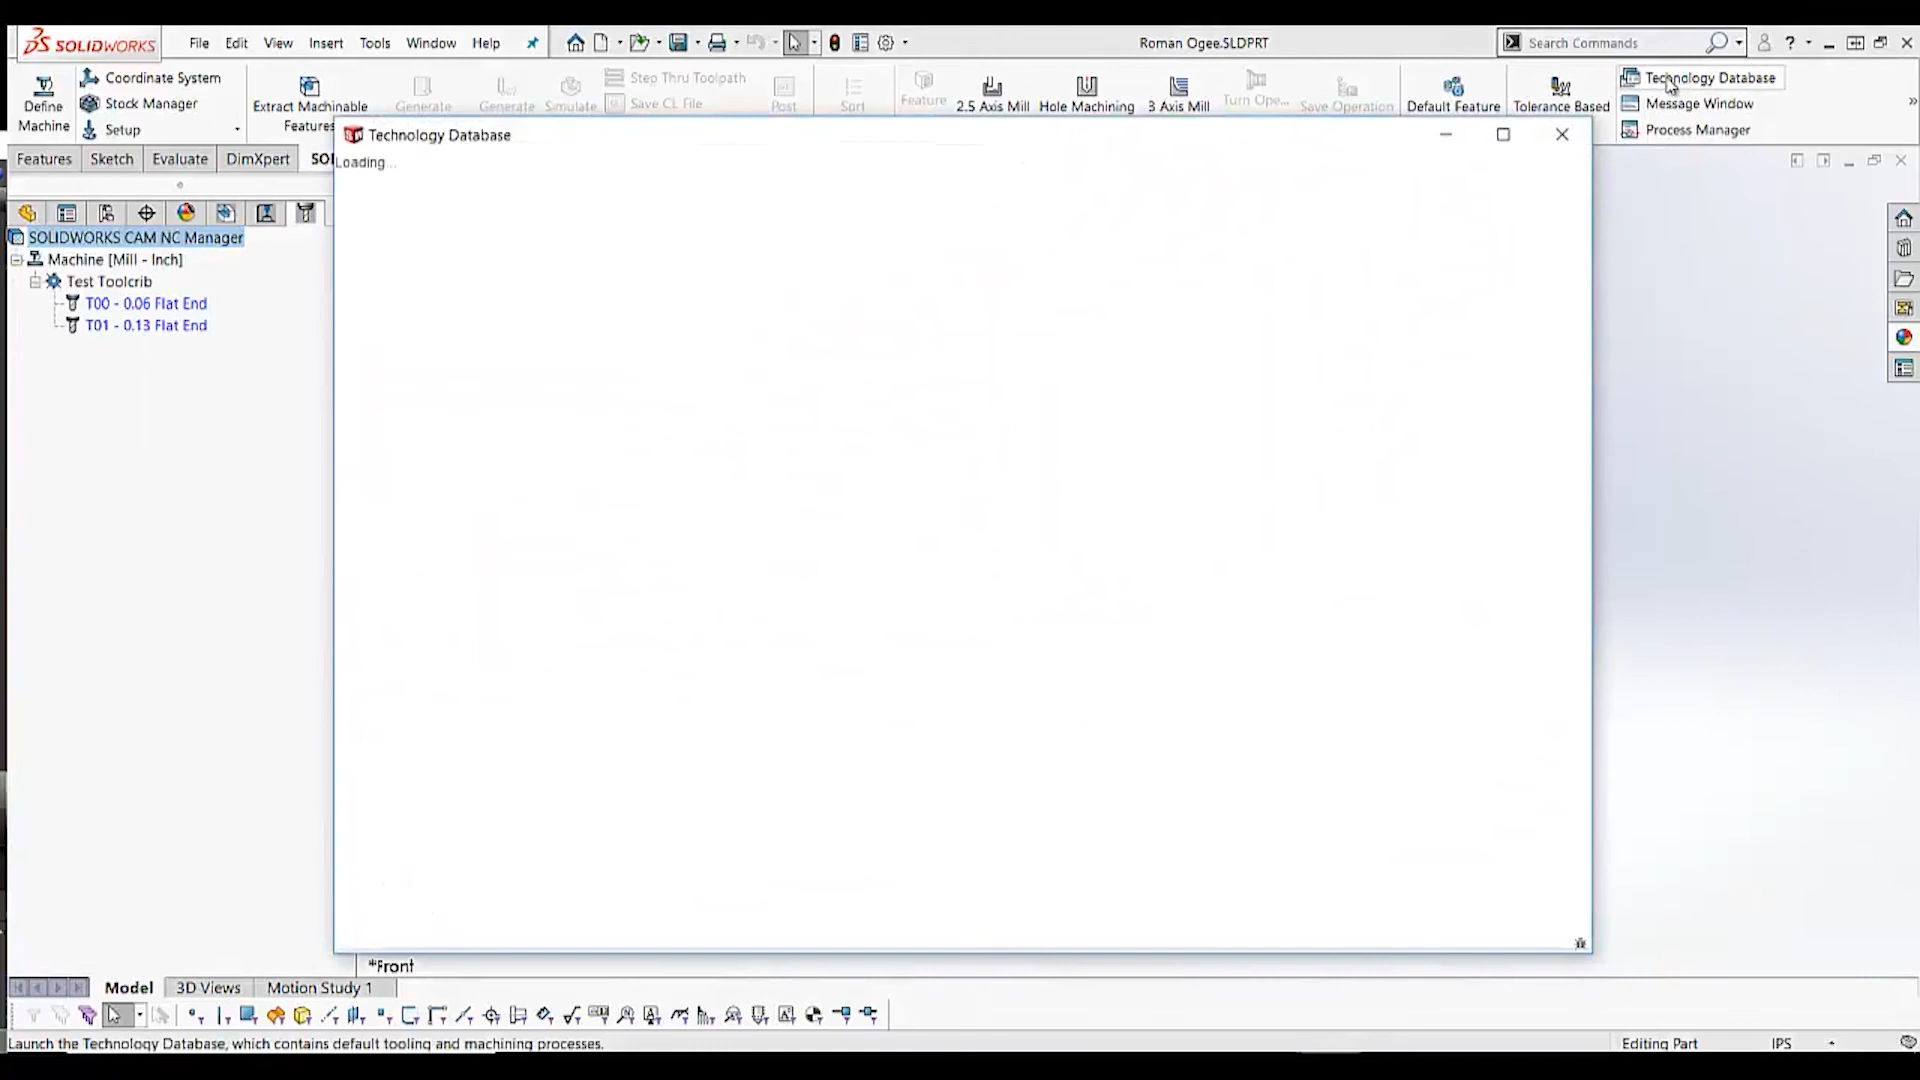 SOLIDWORKS File Edit View Insert Tools Window Help Roman Ogee.SLDPRT Search Commands
Define Machine
Coordinate System
Stock Manager
Setup
Extract Machinable Features
Generate
Generate
Simulate
Step Thru Toolpath
Save CL File
Post
Sort
Feature
2.5 Axis Mill
Hole Machining
3 Axis Mill
Turn Ope...
Save Operation
Default Feature
Tolerance Based
Technology Database
Message Window
Process Manager
Features Sketch Evaluate DimXpert SOL
Technology Database
Loading...
SOLIDWORKS CAM NC Manager
Machine [Mill - Inch]
Test Toolcrib
T00 - 0.06 Flat End
T01 - 0.13 Flat End
*Front
Model 3D Views Motion Study 1
Launch the Technology Database, which contains default tooling and machining processes. Editing Part IPS